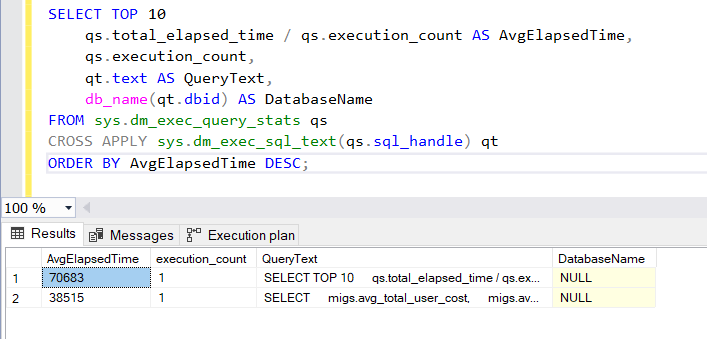 SELECT TOP 10
qs.total_elapsed_time / qs.execution_count AS AvgElapsedTime,
qs.execution_count,
qt.text AS QueryText,
db_name(qt.dbid) AS DatabaseName
FROM sys.dm_exec_query_stats qs
CROSS APPLY sys.dm_exec_sql_text(qs.sql_handle) qt
ORDER BY AvgElapsedTime DESC;
100 %
Results Messages Execution plan
AvgElapsedTime execution_count QueryText DatabaseName
1 70683 1 SELECT TOP 10 qs.total_elapsed_time / qs.ex... NULL
2 38515 1 SELECT migs.avg_total_user_cost, migs.av... NULL